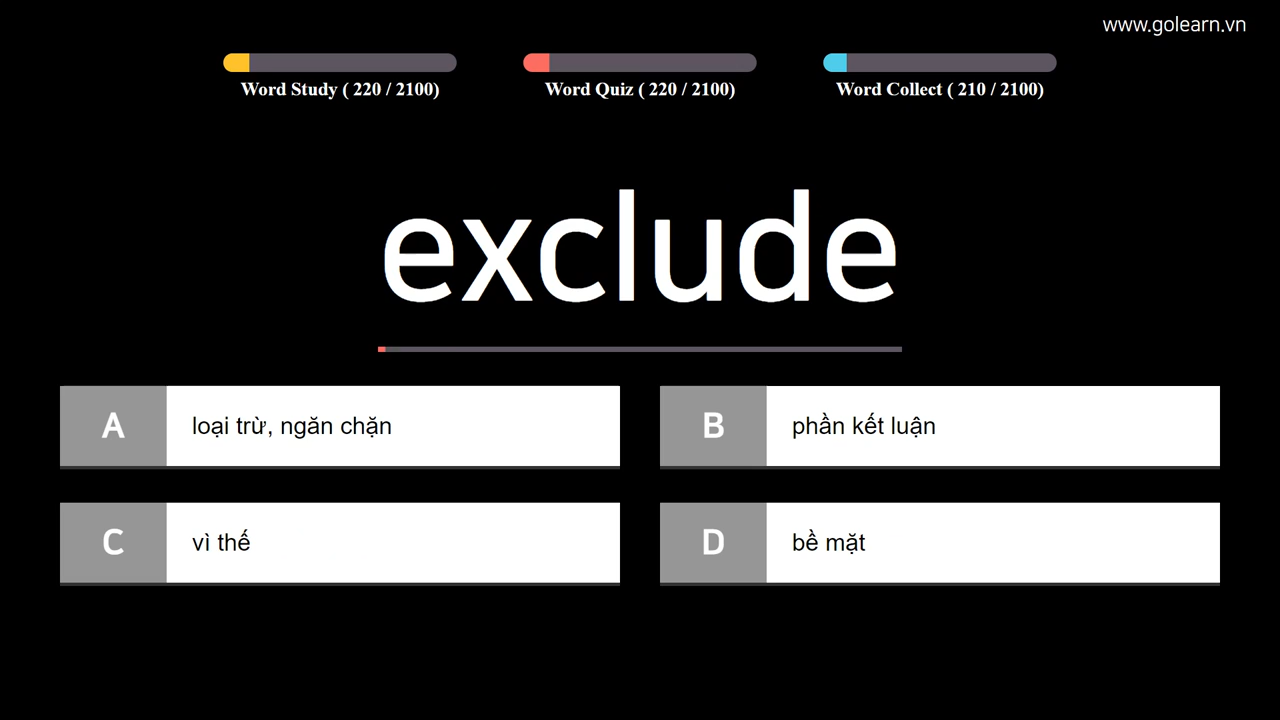 www.golearn.vn
Word Study ( 220 / 2100)
Word Quiz ( 220 / 2100)
Word Collect ( 210 / 2100)
exclude
A loại trừ, ngăn chặn
B phần kết luận
C vì thế
D bề mặt